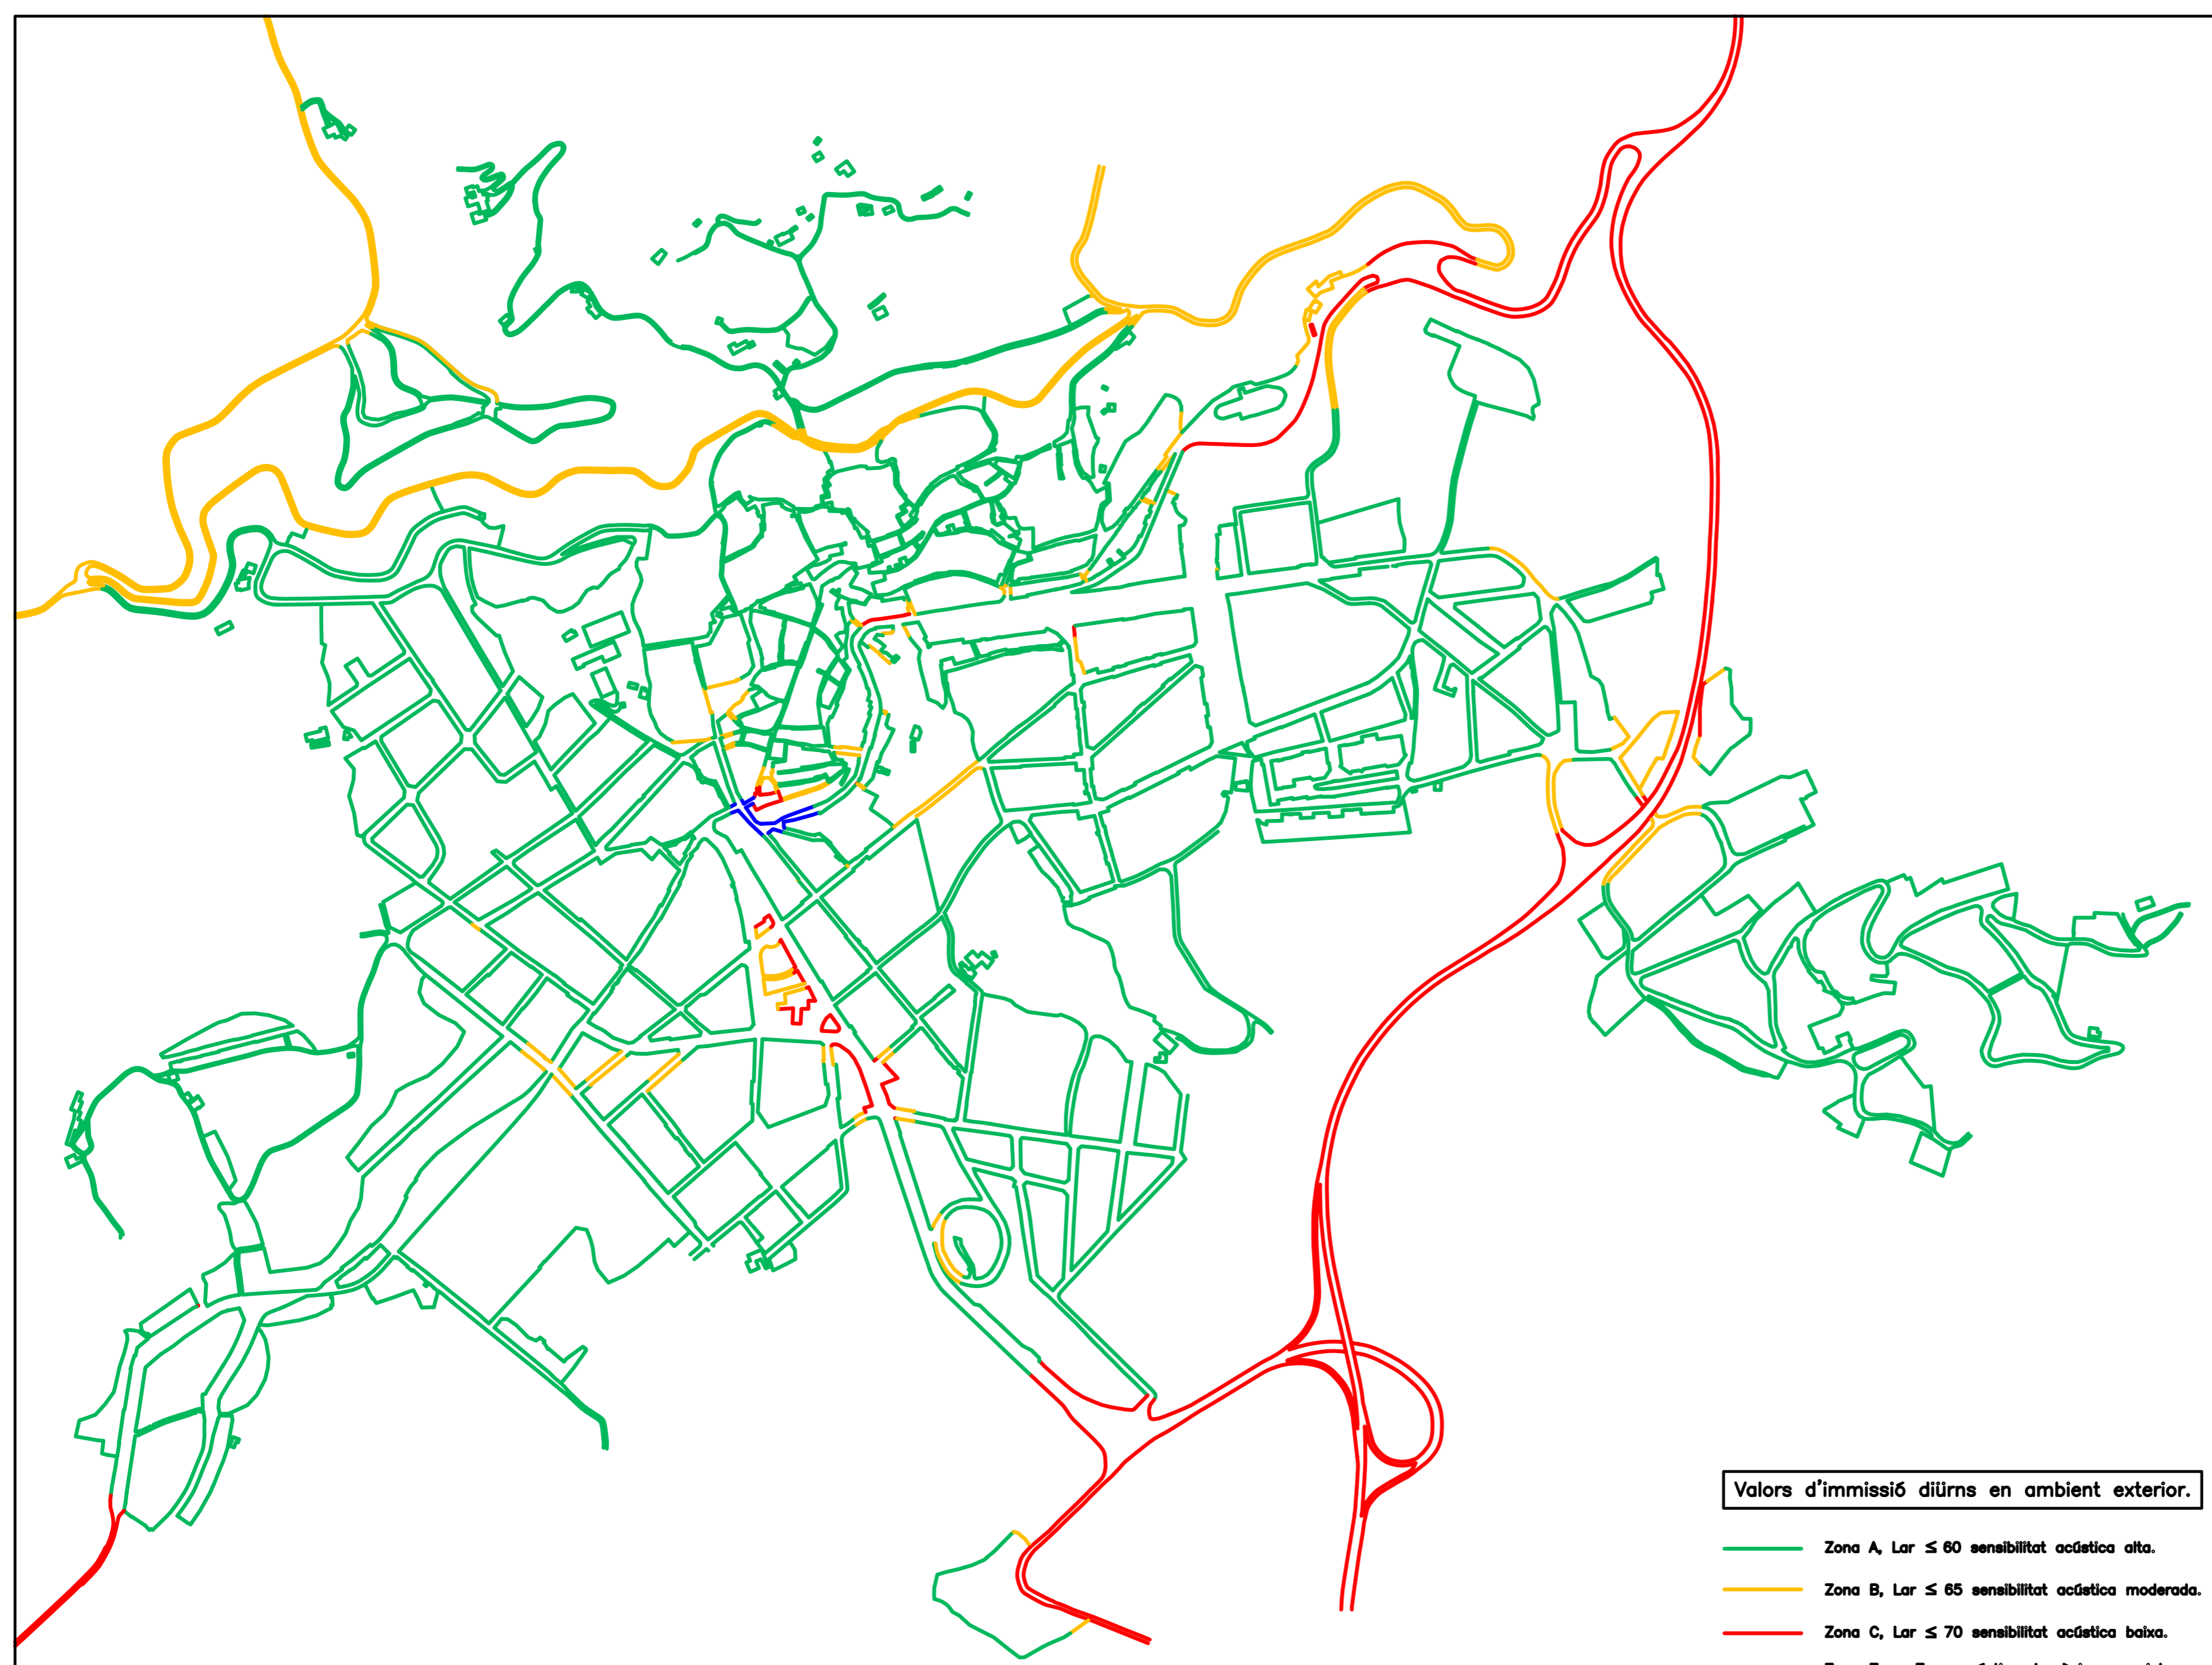 Valors d'immissió diürns en ambient exterior.
Zona A, Lar ≤ 60 sensibilitat acústica alta.
Zona B, Lar ≤ 65 sensibilitat acústica moderada.
Zona C, Lar ≤ 70 sensibilitat acústica baixa.